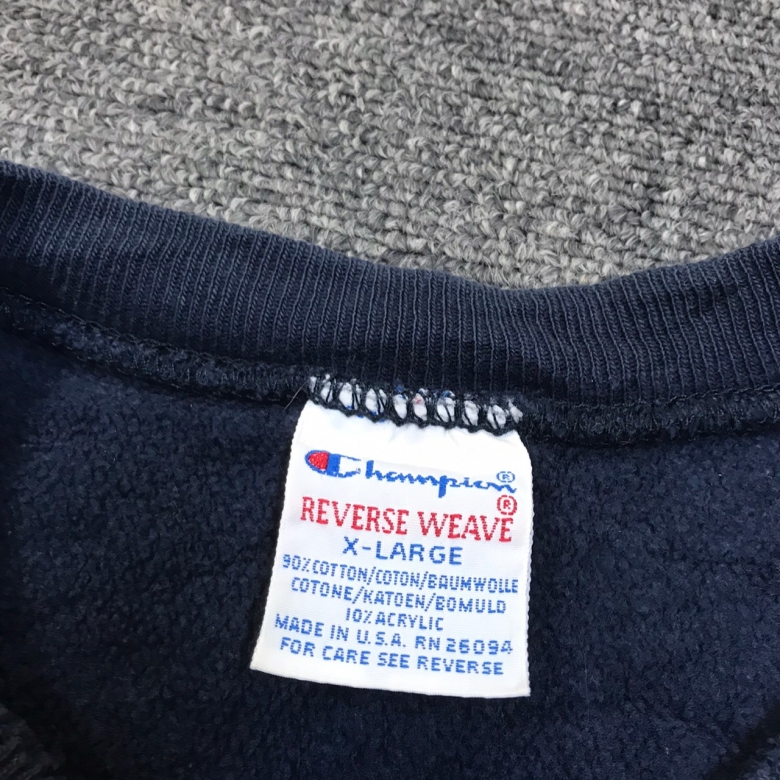 Champion®
REVERSE WEAVE®
X-LARGE
90% COTTON/COTON/BAUMWOLLE
COTONE/KATOEN/BOMULD
10% ACRYLIC
MADE IN U.S.A. RN 26094
FOR CARE SEE REVERSE